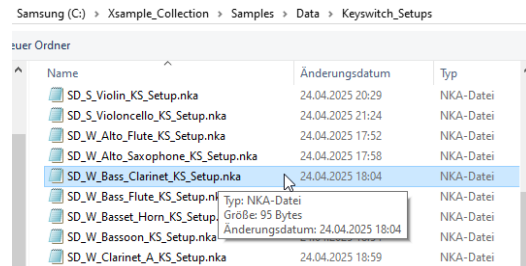 Samsung (C:) > Xsample_Collection > Samples > Data > Keyswitch_Setups
euer Ordner
Name Änderungsdatum Typ
SD_S_Violin_KS_Setup.nka 24.04.2025 20:29 NKA-Datei
SD_S_Violoncello_KS_Setup.nka 24.04.2025 21:24 NKA-Datei
SD_W_Alto_Flute_KS_Setup.nka 24.04.2025 17:52 NKA-Datei
SD_W_Alto_Saxophone_KS_Setup.nka 24.04.2025 17:58 NKA-Datei
SD_W_Bass_Clarinet_KS_Setup.nka 24.04.2025 18:04 NKA-Datei
SD_W_Bass_Flute_KS_Setup.nka NKA-Datei
Typ: NKA-Datei
SD_W_Basset_Horn_KS_Setup. NKA-Datei
Größe: 95 Bytes
SD_W_Bassoon_KS_Setup.nka NKA-Datei
Änderungsdatum: 24.04.2025 18:04
SD_W_Clarinet_A_KS_Setup.nka 24.04.2025 18:59 NKA-Datei